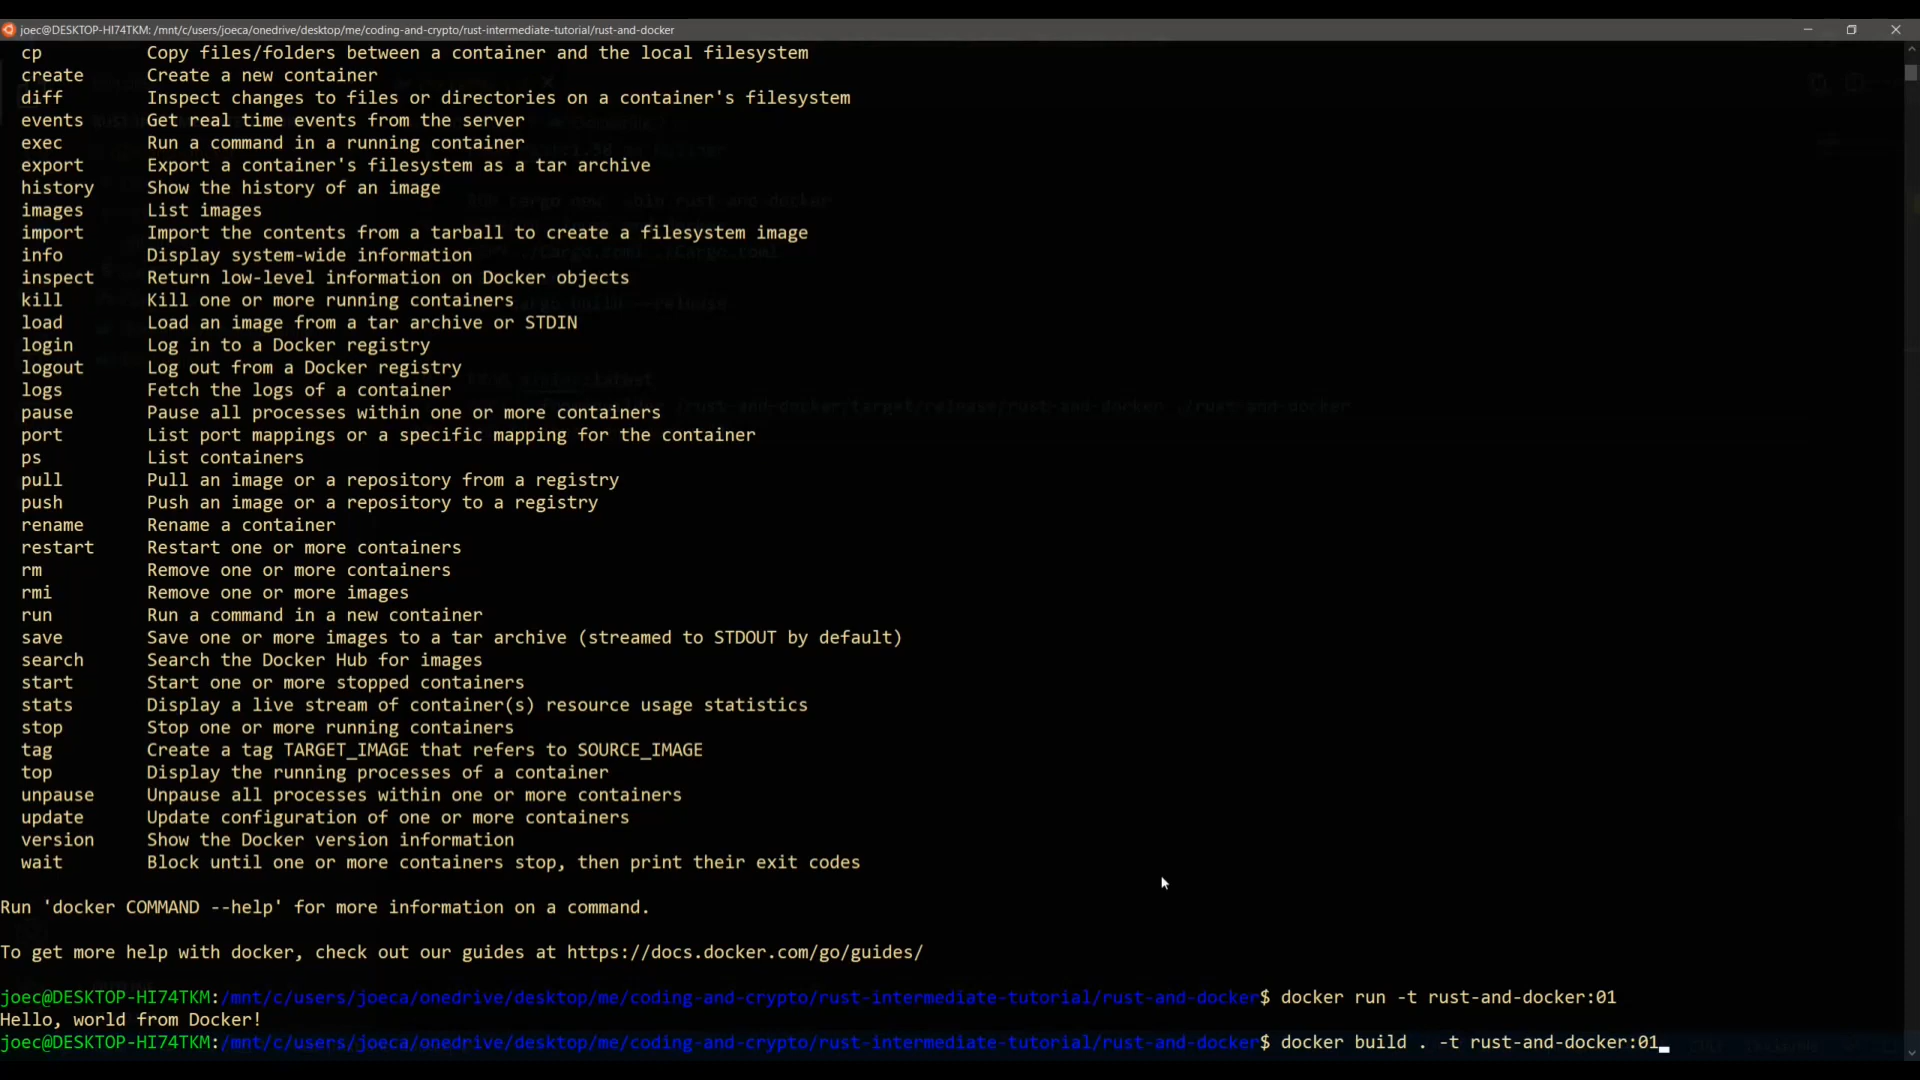 joec@DESKTOP-HI74TKM: /mnt/c/users/joeca/onedrive/desktop/me/coding-and-crypto/rust-intermediate-tutorial/rust-and-docker
cp Copy files/folders between a container and the local filesystem
create Create a new container
diff Inspect changes to files or directories on a container's filesystem
events Get real time events from the server
exec Run a command in a running container
export Export a container's filesystem as a tar archive
history Show the history of an image
images List images
import Import the contents from a tarball to create a filesystem image
info Display system-wide information
inspect Return low-level information on Docker objects
kill Kill one or more running containers
load Load an image from a tar archive or STDIN
login Log in to a Docker registry
logout Log out from a Docker registry
logs Fetch the logs of a container
pause Pause all processes within one or more containers
port List port mappings or a specific mapping for the container
ps List containers
pull Pull an image or a repository from a registry
push Push an image or a repository to a registry
rename Rename a container
restart Restart one or more containers
rm Remove one or more containers
rmi Remove one or more images
run Run a command in a new container
save Save one or more images to a tar archive (streamed to STDOUT by default)
search Search the Docker Hub for images
start Start one or more stopped containers
stats Display a live stream of container(s) resource usage statistics
stop Stop one or more running containers
tag Create a tag TARGET_IMAGE that refers to SOURCE_IMAGE
top Display the running processes of a container
unpause Unpause all processes within one or more containers
update Update configuration of one or more containers
version Show the Docker version information
wait Block until one or more containers stop, then print their exit codes
Run 'docker COMMAND --help' for more information on a command.
To get more help with docker, check out our guides at https://docs.docker.com/go/guides/
joec@DESKTOP-HI74TKM:/mnt/c/users/joeca/onedrive/desktop/me/coding-and-crypto/rust-intermediate-tutorial/rust-and-docker$ docker run -t rust-and-docker:01
Hello, world from Docker!
joec@DESKTOP-HI74TKM:/mnt/c/users/joeca/onedrive/desktop/me/coding-and-crypto/rust-intermediate-tutorial/rust-and-docker$ docker build . -t rust-and-docker:01